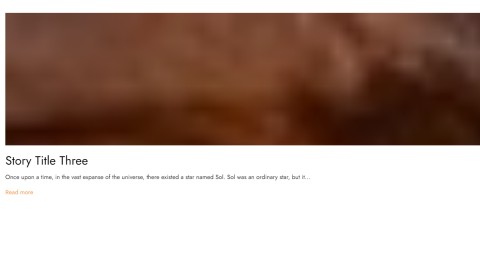 Story Title Three
Once upon a time, in the vast expanse of the universe, there existed a star named Sol. Sol was an ordinary star, but it...
Read more